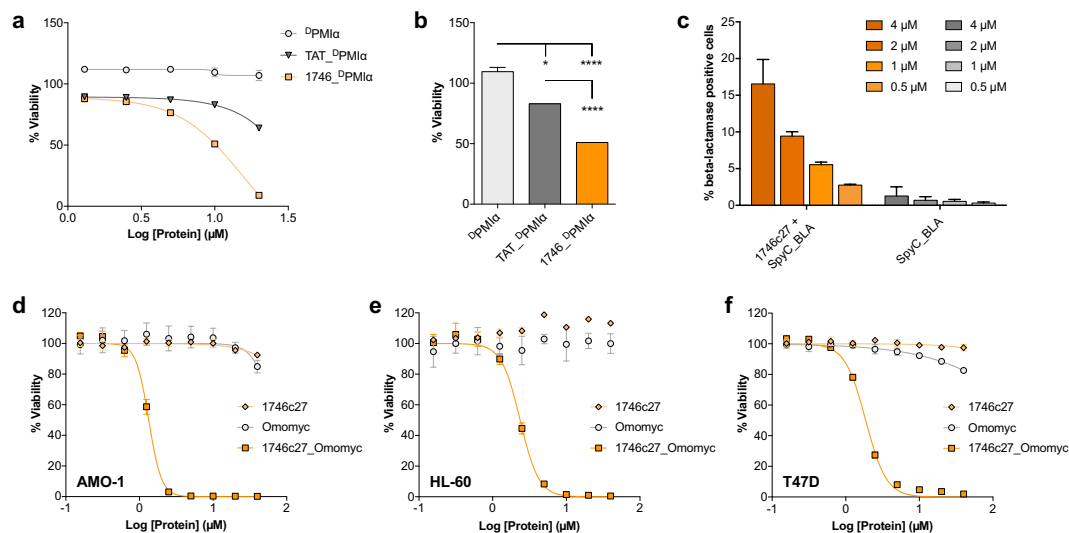 a
% Viability
150
100
50
0
0.0
0.5
1.0
1.5
Log [Protein] (µM)
ᴰPMIα
TAT_ᴰPMIα
1746_ᴰPMIα
b
% Viability
150
100
50
0
*
****
****
ᴰPMIα
TAT_ᴰPMIα
1746_ᴰPMIα
c
% beta-lactamase positive cells
25
20
15
10
5
0
4 µM
2 µM
1 µM
0.5 µM
4 µM
2 µM
1 µM
0.5 µM
1746c27 +
SpyC_BLA
SpyC_BLA
d
% Viability
120
100
80
60
40
20
0
-1
0
1
2
Log [Protein] (µM)
AMO-1
1746c27
Omomyc
1746c27_Omomyc
e
% Viability
120
100
80
60
40
20
0
-1
0
1
2
Log [Protein] (µM)
HL-60
1746c27
Omomyc
1746c27_Omomyc
f
% Viability
120
100
80
60
40
20
0
-1
0
1
2
Log [Protein] (µM)
T47D
1746c27
Omomyc
1746c27_Omomyc